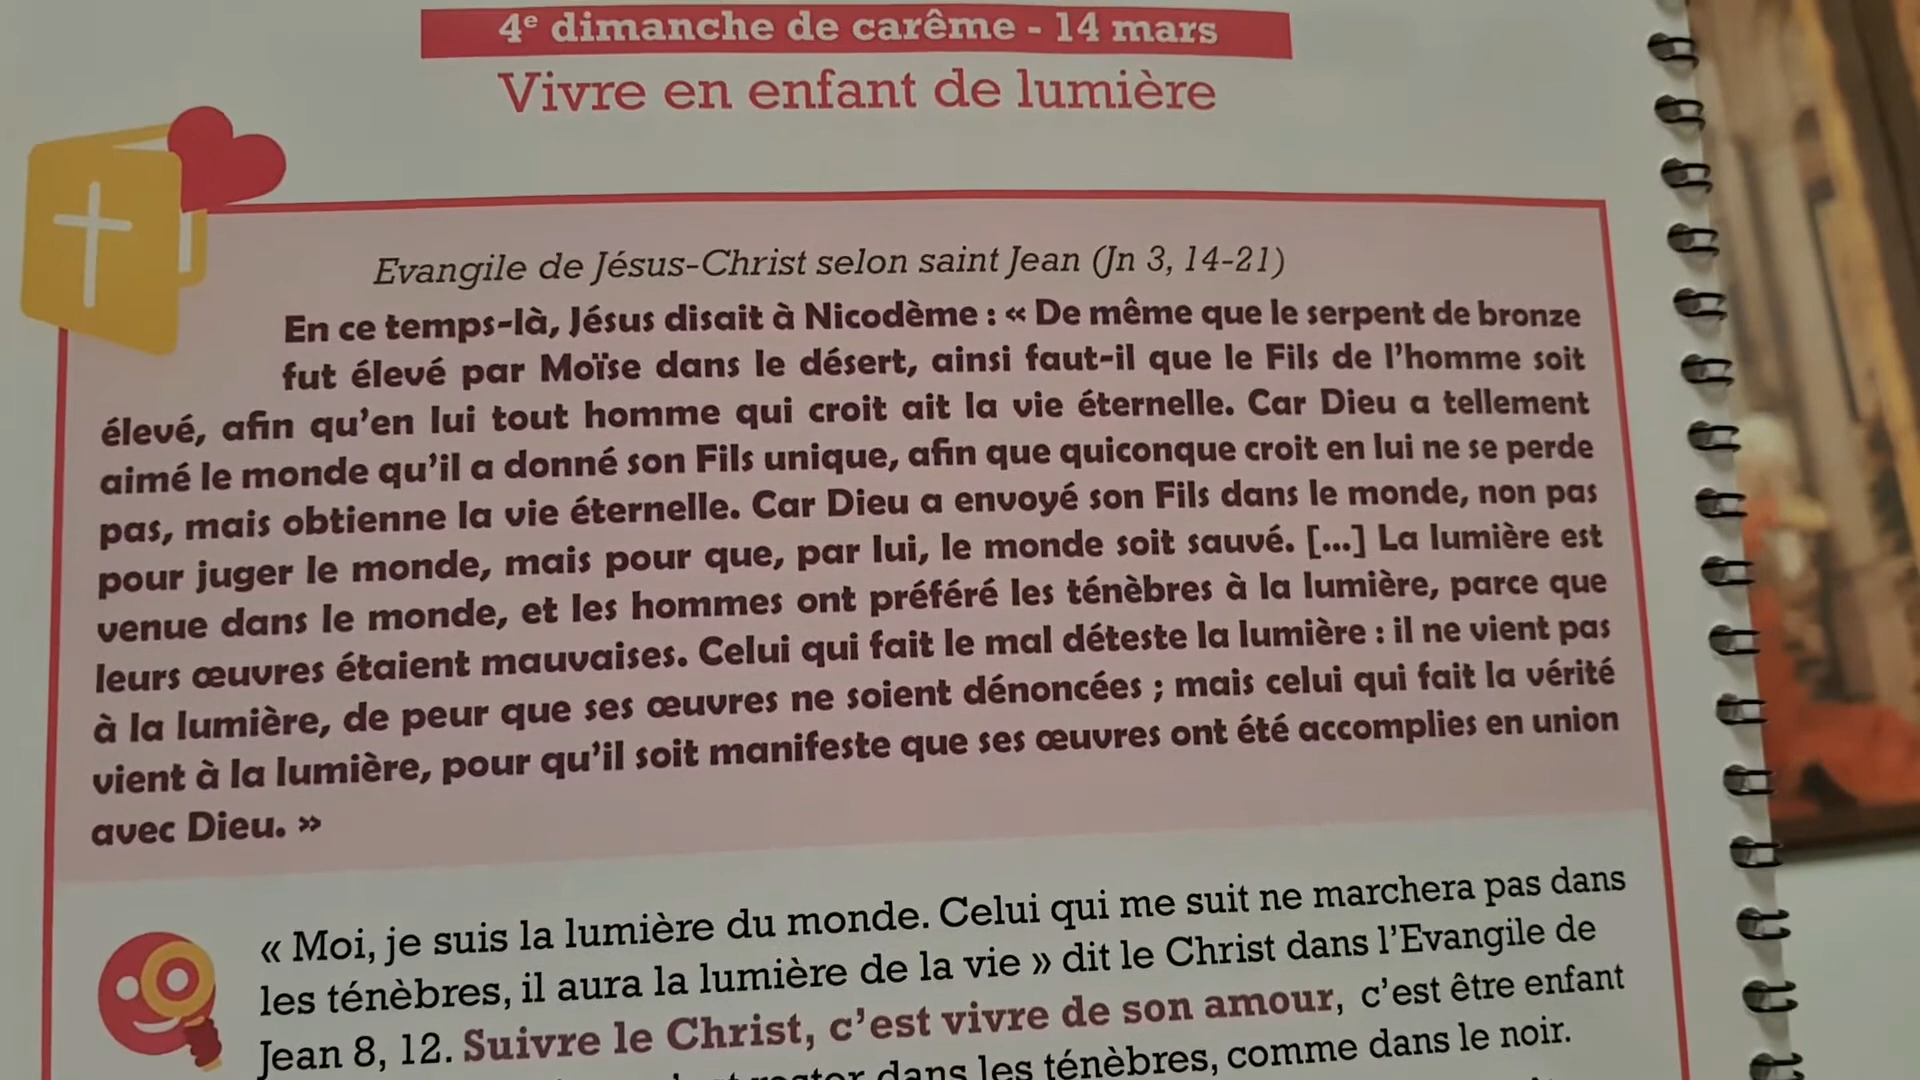 4e dimanche de carême - 14 mars
Vivre en enfant de lumière
Evangile de Jésus-Christ selon saint Jean (Jn 3, 14-21)
En ce temps-là, Jésus disait à Nicodème : « De même que le serpent de bronze
fut élevé par Moïse dans le désert, ainsi faut-il que le Fils de l'homme soit
élevé, afin qu'en lui tout homme qui croit ait la vie éternelle. Car Dieu a tellement
aimé le monde qu'il a donné son Fils unique, afin que quiconque croit en lui ne se perde
pas, mais obtienne la vie éternelle. Car Dieu a envoyé son Fils dans le monde, non pas
pour juger le monde, mais pour que, par lui, le monde soit sauvé. [...] La lumière est
venue dans le monde, et les hommes ont préféré les ténèbres à la lumière, parce que
leurs œuvres étaient mauvaises. Celui qui fait le mal déteste la lumière : il ne vient pas
à la lumière, de peur que ses œuvres ne soient dénoncées ; mais celui qui fait la vérité
vient à la lumière, pour qu'il soit manifeste que ses œuvres ont été accomplies en union
avec Dieu. »
« Moi, je suis la lumière du monde. Celui qui me suit ne marchera pas dans
les ténèbres, il aura la lumière de la vie » dit le Christ dans l'Evangile de
Jean 8, 12. Suivre le Christ, c'est vivre de son amour, c'est être enfant
dans les ténèbres, comme dans le noir.